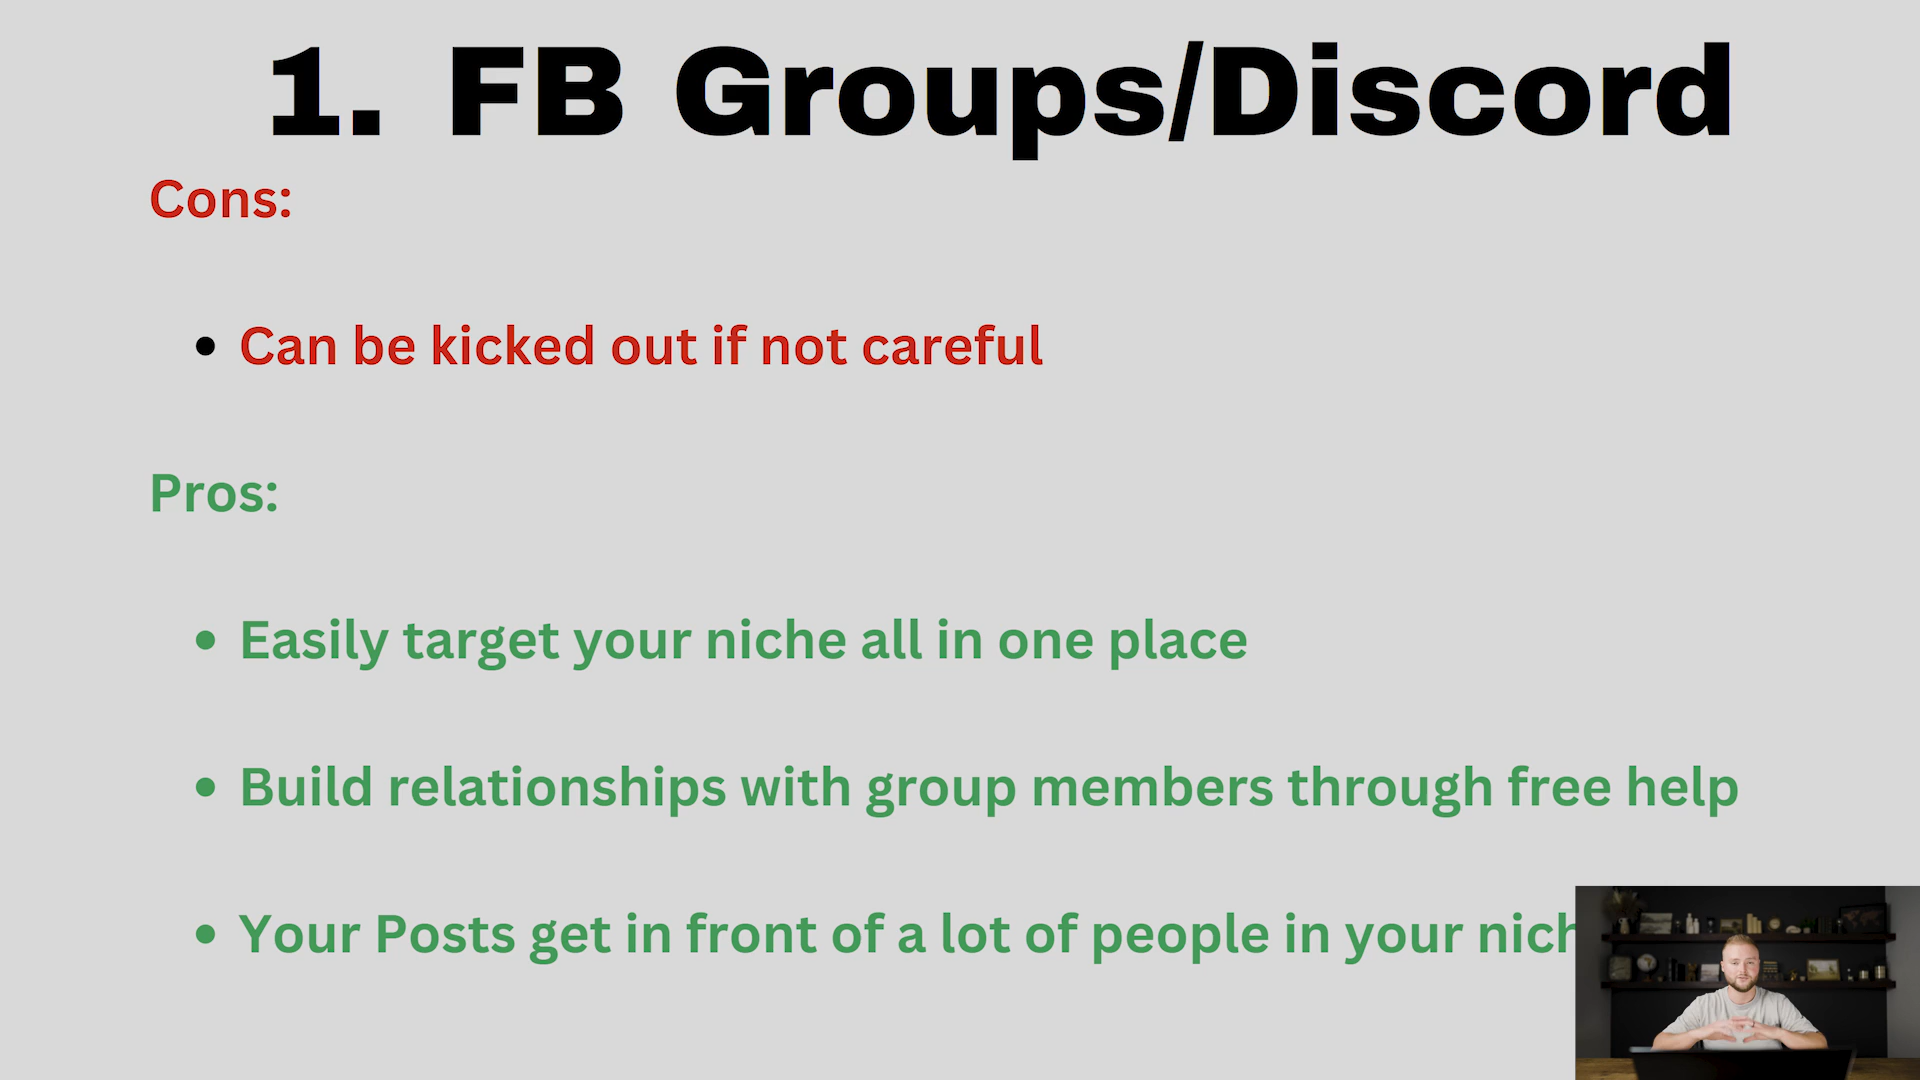 1. FB Groups/Discord
Cons:
• Can be kicked out if not careful
Pros:
• Easily target your niche all in one place
• Build relationships with group members through free help
• Your Posts get in front of a lot of people in your